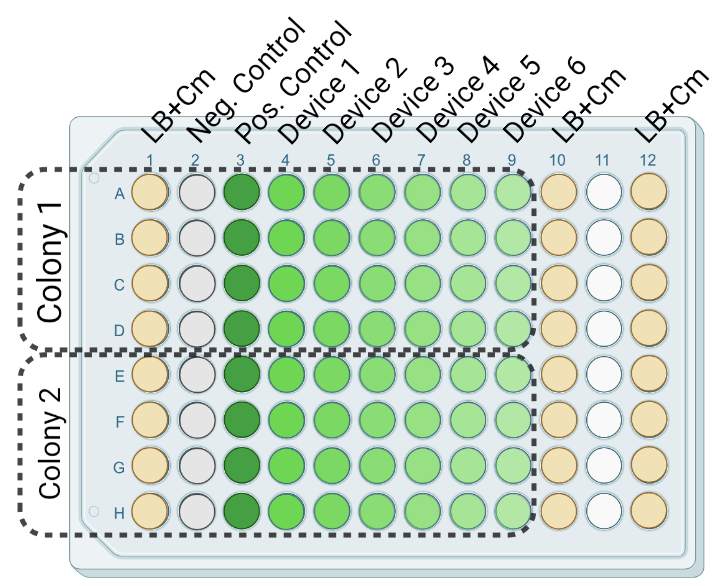 LB+Cm
Neg. Control
Pos. Control
Device 1
Device 2
Device 3
Device 4
Device 5
Device 6
LB+Cm
LB+Cm
1 2 3 4 5 6 7 8 9 10 11 12
Colony 1
A
B
C
D
Colony 2
E
F
G
H